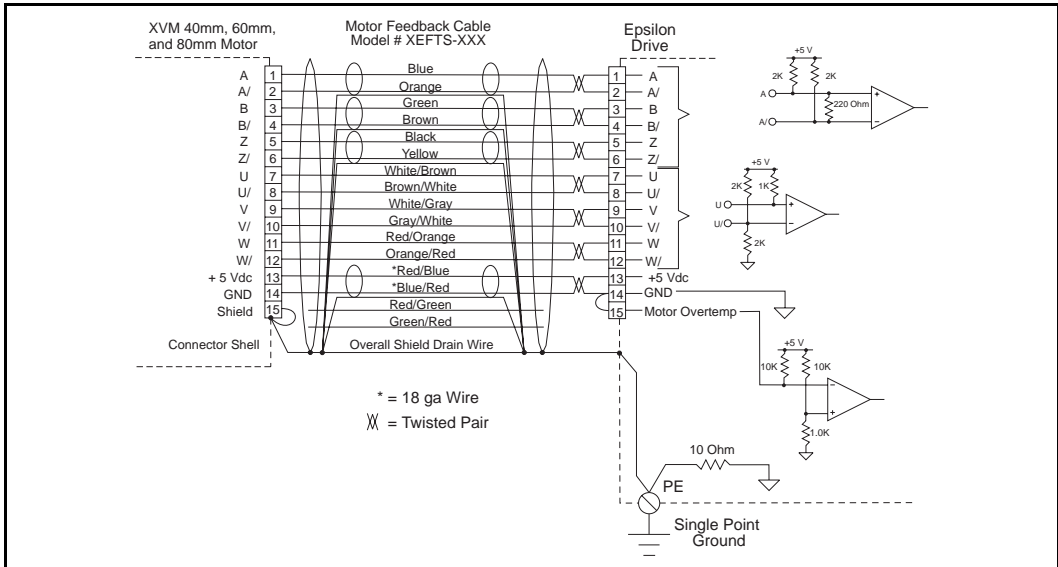 XVM 40mm, 60mm,
and 80mm Motor
Motor Feedback Cable
Model # XEFTS-XXX
Epsilon
Drive
A 1 Blue 1 A
A/ 2 Orange 2 A/
B 3 Green 3 B
B/ 4 Brown 4 B/
Z 5 Black 5 Z
Z/ 6 Yellow 6 Z/
U 7 White/Brown 7 U
U/ 8 Brown/White 8 U/
V 9 White/Gray 9 V
V/ 10 Gray/White 10 V/
W 11 Red/Orange 11 W
W/ 12 Orange/Red 12 W/
+ 5 Vdc 13 *Red/Blue 13 +5 Vdc
GND 14 *Blue/Red 14 GND
Shield 15 Red/Green 15 Motor Overtemp
Green/Red
Connector Shell
Overall Shield Drain Wire
* = 18 ga Wire
= Twisted Pair
+5 V
2K 2K
A +
220 Ohm
A/ −
+5 V
2K 1K
U +
U/ −
2K
+5 V
10K 10K
−
+
1.0K
10 Ohm
PE
Single Point
Ground